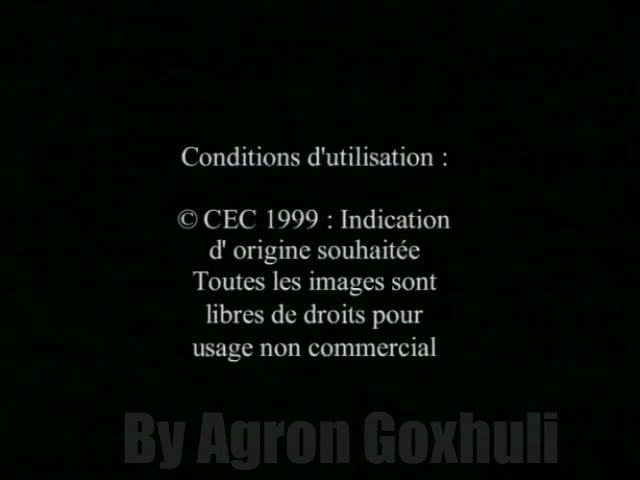 Conditions d'utilisation :
© CEC 1999 : Indication
d' origine souhaitée
Toutes les images sont
libres de droits pour
usage non commercial
By Agron Goxhuli